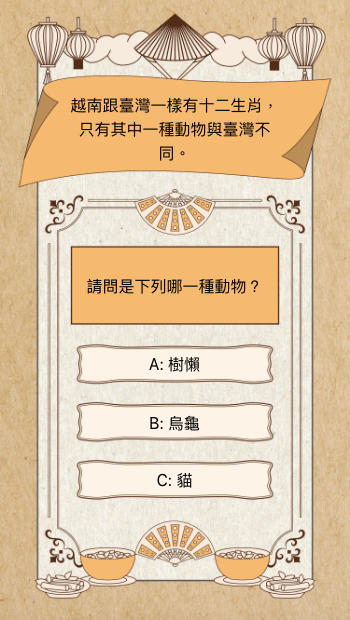 越南跟臺灣一樣有十二生肖，
只有其中一種動物與臺灣不
同。
請問是下列哪一種動物？
A: 樹懶
B: 烏龜
C: 貓